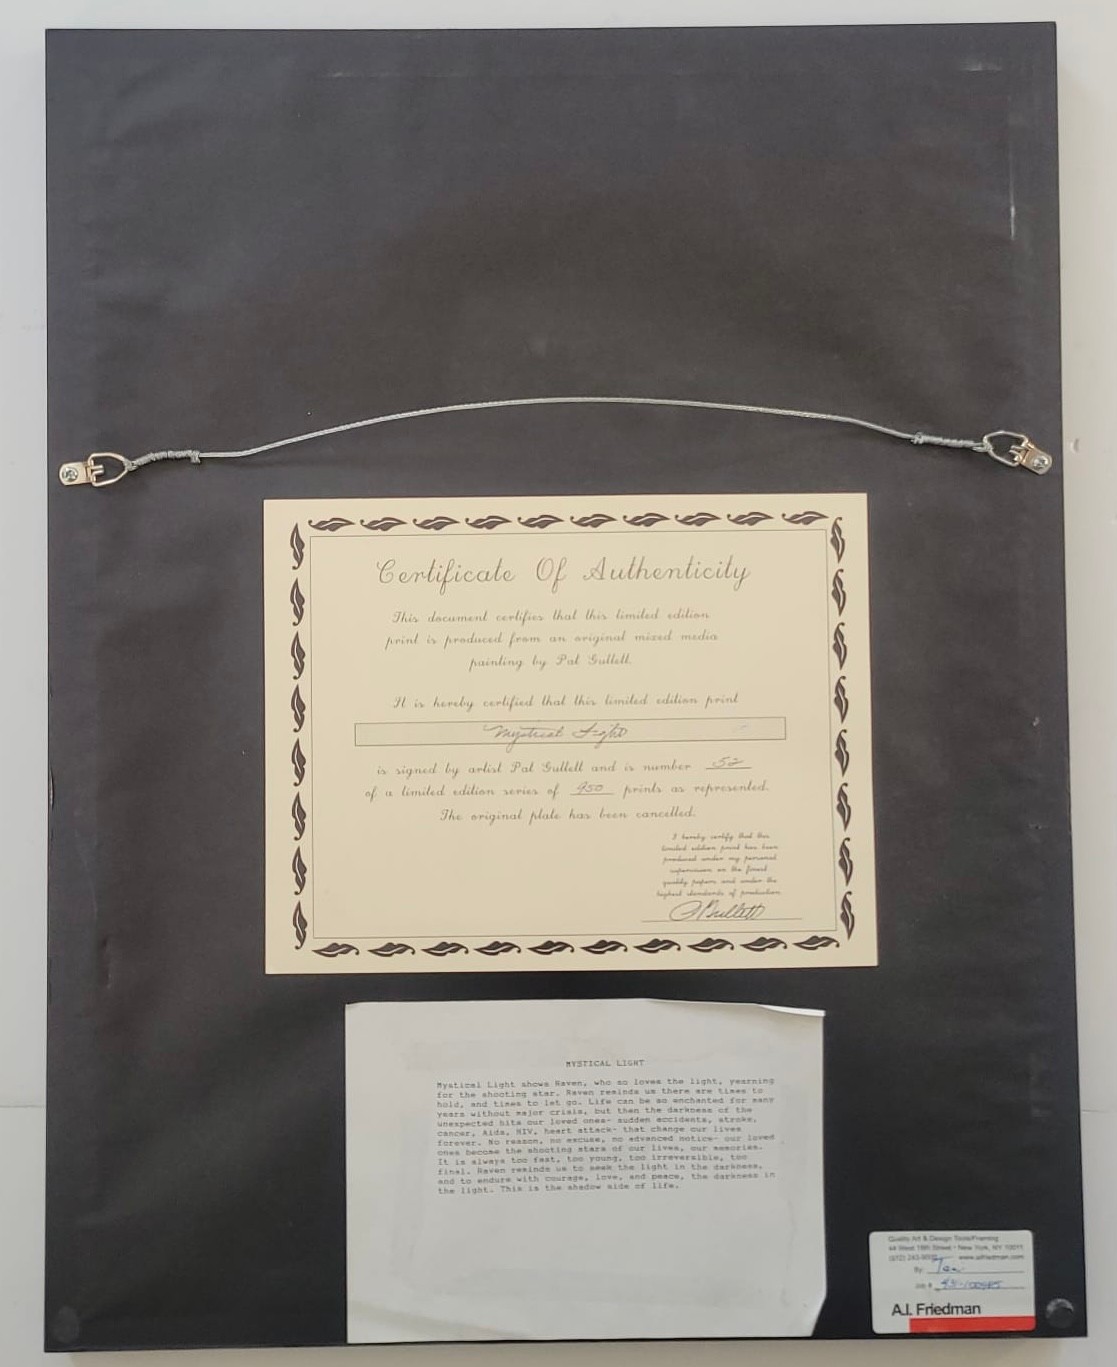 Certificate Of Authenticity
This document certifies that this limited edition
print is produced from an original mixed media
painting by Pat Gullett.
It is hereby certified that this limited edition print
Mystical Light
is signed by artist Pat Gullett and is number 52
of a limited edition series of 950 prints as represented.
The original plate has been cancelled.
I hereby certify that this
limited edition print has been
produced under my personal
supervision on the finest
quality papers and under the
highest standards of production
P Gullett
MYSTICAL LIGHT
Mystical Light shows Raven, who so loves the light, yearning
for the shooting star. Raven reminds us there are times to
hold, and times to let go. Life can be so enchanted for many
years without major crisis, but then the darkness of the
unexpected hits our loved ones- sudden accidents, stroke,
cancer, Aids, HIV, heart attack- that change our lives
forever. No reason, no excuse, no advanced notice- our loved
ones become the shooting stars of our lives, our memories.
It is always too fast, too young, too irreversible, too
final. Raven reminds us to seek the light in the darkness,
and to endure with courage, love, and peace, the darkness in
the light. This is the shadow side of life.
Quality Art & Design Tools/Framing
44 West 18th Street • New York, NY 10011
www.aifriedman.com
By
Job #
A.I. Friedman